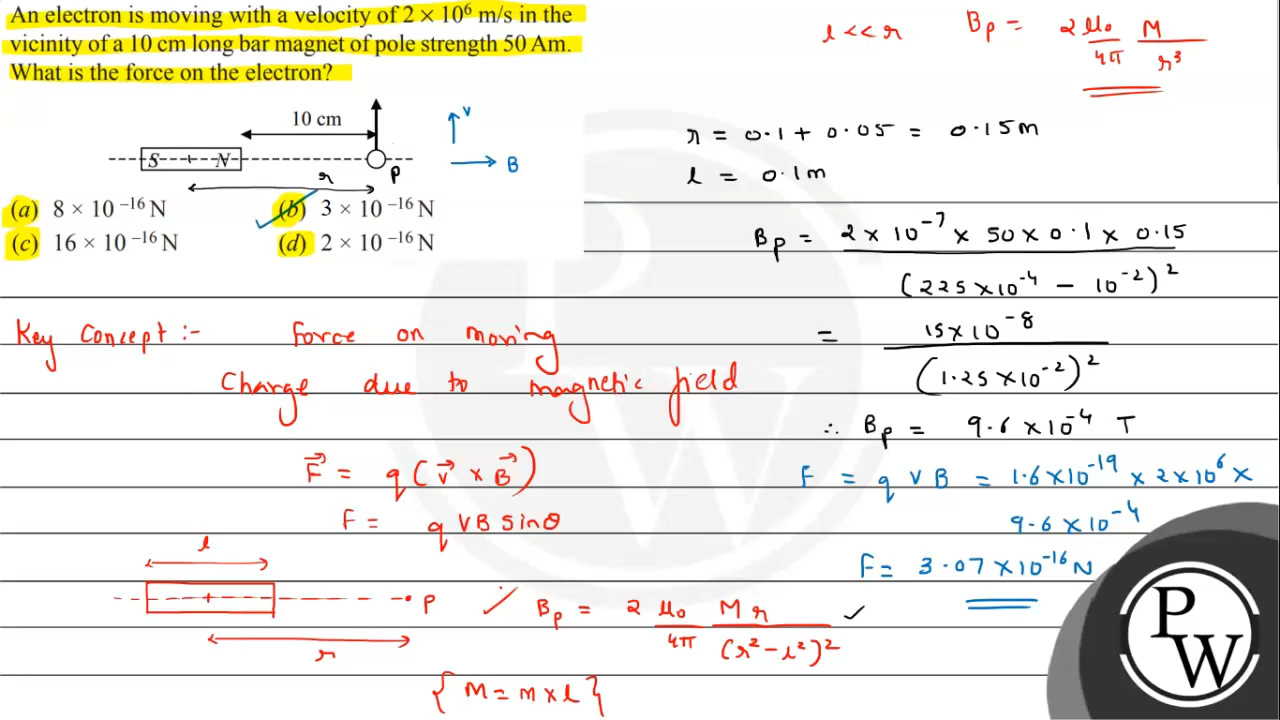 An electron is moving with a velocity of 2 × 10⁶ m/s in the
vicinity of a 10 cm long bar magnet of pole strength 50 Am.
What is the force on the electron?
10 cm
V
S
N
P
B
r
(a) 8 × 10⁻¹⁶ N
(b) 3 × 10⁻¹⁶ N
(c) 16 × 10⁻¹⁶ N
(d) 2 × 10⁻¹⁶ N
Key Concept :- Force on moving
Charge due to magnetic field
F⃗ = q(V⃗ × B⃗)
F = q VB sinθ
l
P
r
Bp = 2 μ₀/4π Mr/(r² − l²)² ✓
{ M = m × l }
l << r Bp = 2 μ₀/4π M/r³
r = 0.1 + 0.05 = 0.15m
l = 0.1m
Bp = 2 × 10⁻⁷ × 50 × 0.1 × 0.15
(225 × 10⁻⁴ − 10⁻²)²
= 15 × 10⁻⁸
(1.25 × 10⁻²)²
∴ Bp = 9.6 × 10⁻⁴ T
F = q V B = 1.6 × 10⁻¹⁹ × 2 × 10⁶ ×
9.6 × 10⁻⁴
F = 3.07 × 10⁻¹⁶ N
PW